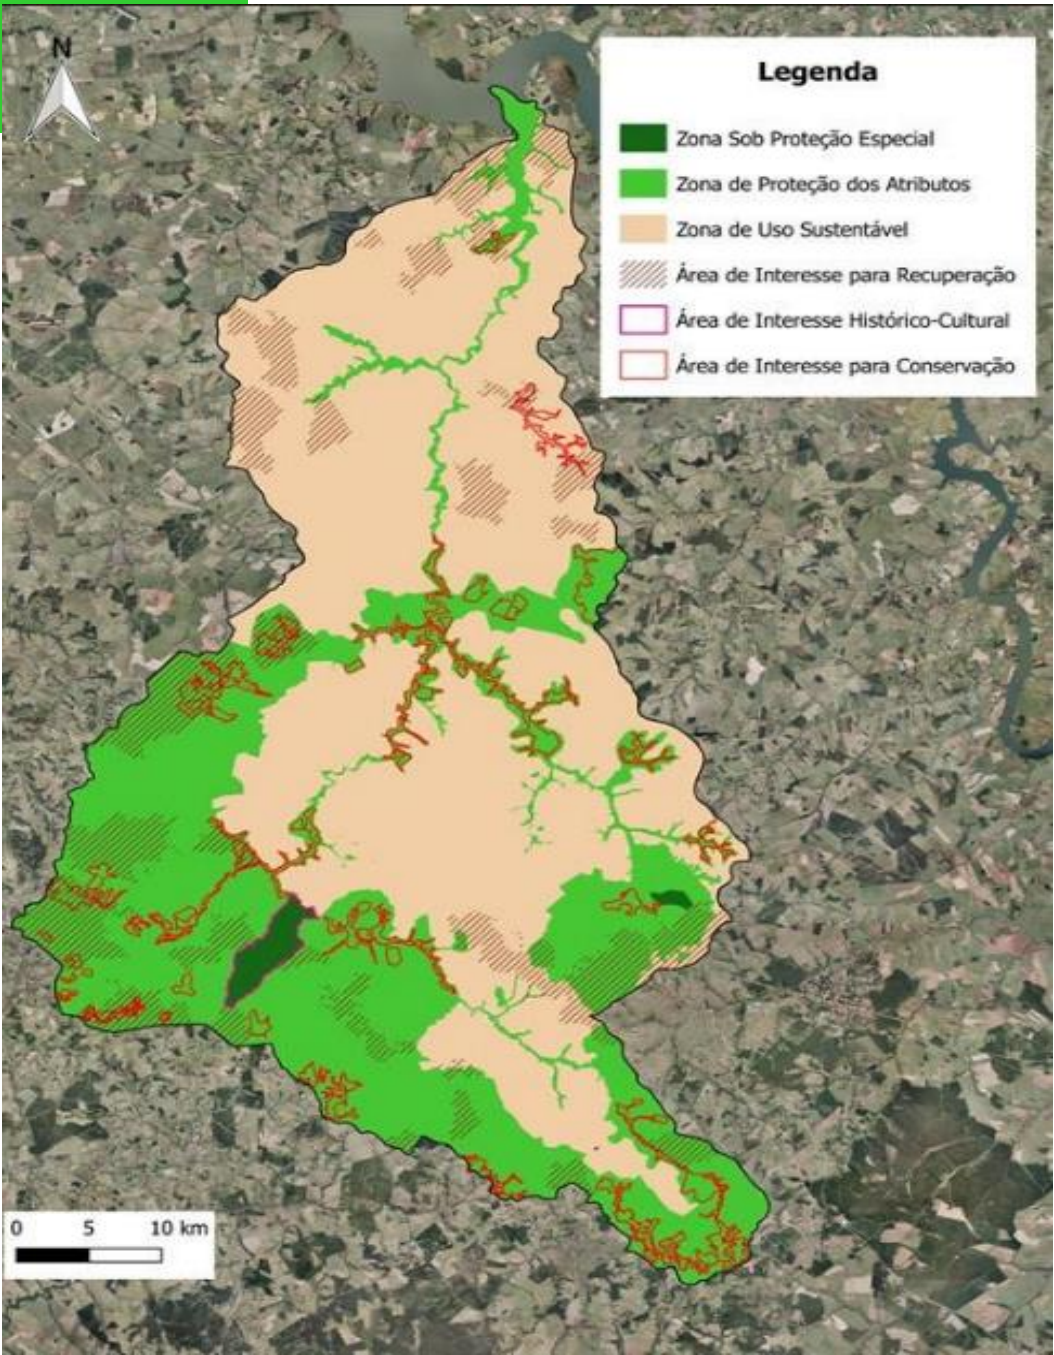 N
Legenda
Zona Sob Proteção Especial
Zona de Proteção dos Atributos
Zona de Uso Sustentável
Área de Interesse para Recuperação
Área de Interesse Histórico-Cultural
Área de Interesse para Conservação
0 5 10 km